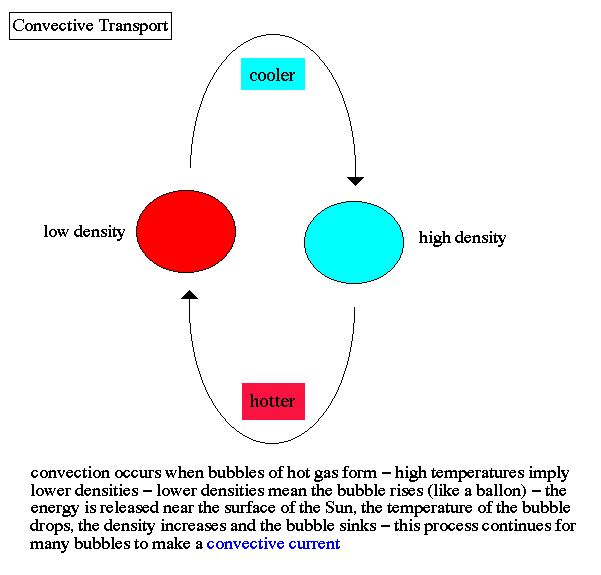 Convective Transport
cooler
low density
high density
hotter
convection occurs when bubbles of hot gas form – high temperatures imply
lower densities – lower densities mean the bubble rises (like a ballon) – the
energy is released near the surface of the Sun, the temperature of the bubble
drops, the density increases and the bubble sinks – this process continues for
many bubbles to make a convective current